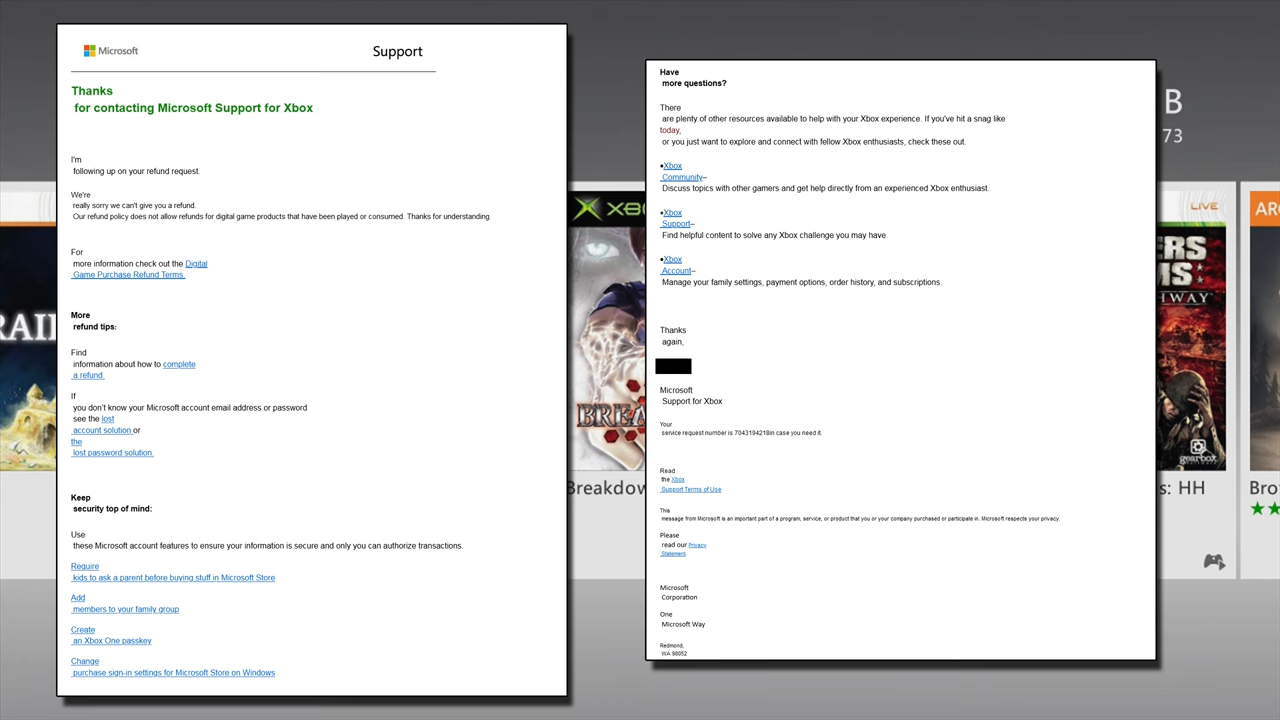 Microsoft
Support
Thanks
for contacting Microsoft Support for Xbox
I'm
following up on your refund request.
We're
really sorry we can't give you a refund.
Our refund policy does not allow refunds for digital game products that have been played or consumed. Thanks for understanding.
For
more information check out the Digital
Game Purchase Refund Terms.
More
refund tips:
Find
information about how to complete
a refund.
If
you don't know your Microsoft account email address or password
see the lost
account solution or
the
lost password solution.
Keep
security top of mind:
Use
these Microsoft account features to ensure your information is secure and only you can authorize transactions.
Require
kids to ask a parent before buying stuff in Microsoft Store
Add
members to your family group
Create
an Xbox One passkey
Change
purchase sign-in settings for Microsoft Store on Windows
Have
more questions?
There
are plenty of other resources available to help with your Xbox experience. If you've hit a snag like
today,
or you just want to explore and connect with fellow Xbox enthusiasts, check these out.
•Xbox
Community–
Discuss topics with other gamers and get help directly from an experienced Xbox enthusiast.
•Xbox
Support–
Find helpful content to solve any Xbox challenge you may have.
•Xbox
Account–
Manage your family settings, payment options, order history, and subscriptions.
Thanks
again,
Microsoft
Support for Xbox
Your
service request number is 7043194218in case you need it.
Read
the Xbox
Support Terms of Use
This
message from Microsoft is an important part of a program, service, or product that you or your company purchased or participate in. Microsoft respects your privacy.
Please
read our Privacy
Statement.
Microsoft
Corporation
One
Microsoft Way
Redmond,
WA 98052
B
73
RAI
XB
BREA
Breakdow
LIVE
ERS
MS
HWAY
gearbox
s: HH
AR
Bro